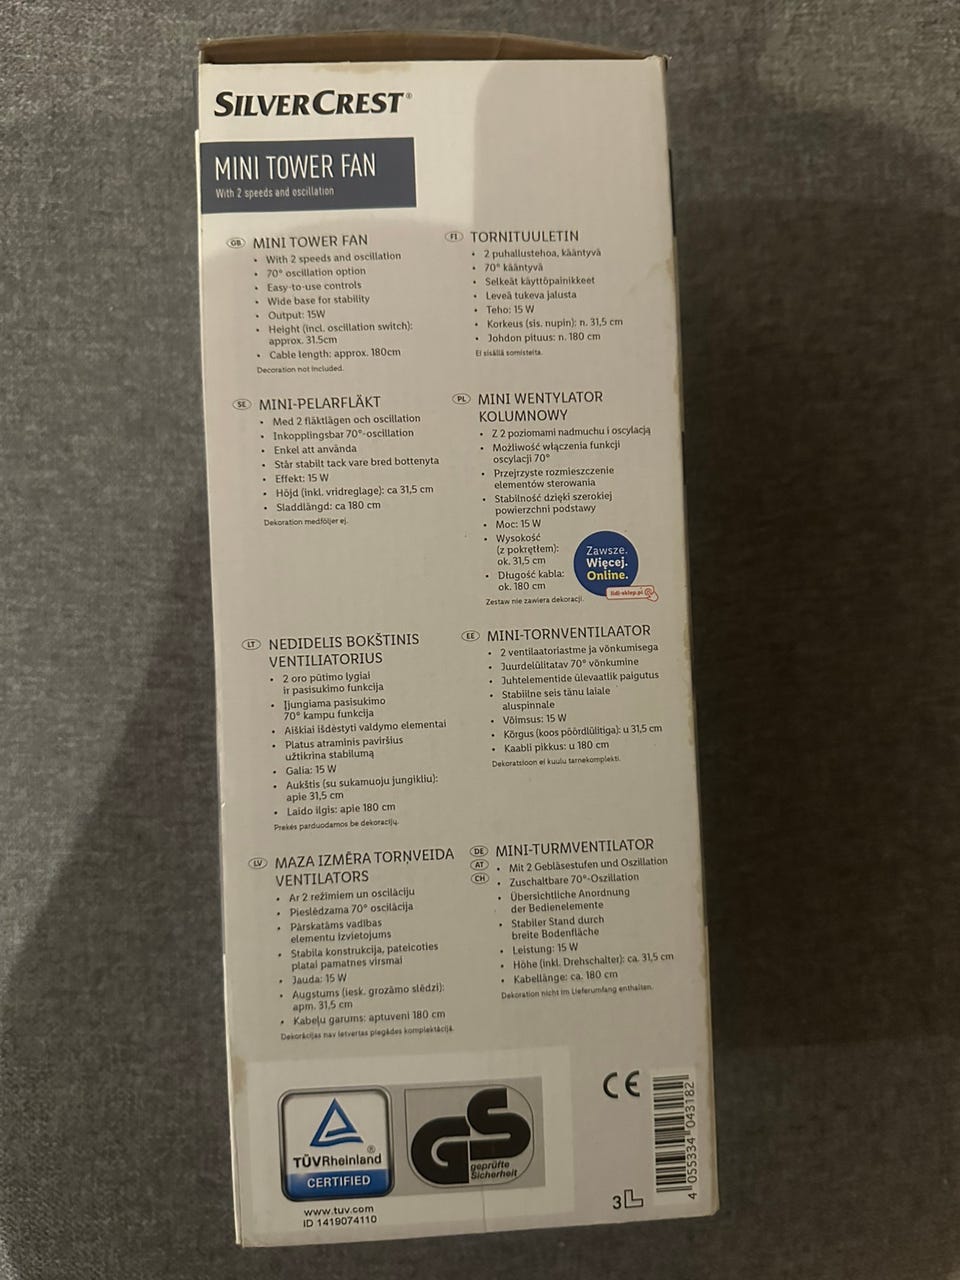 SILVERCREST®
MINI TOWER FAN
With 2 speeds and oscillation
GB MINI TOWER FAN
• With 2 speeds and oscillation
• 70° oscillation option
• Easy-to-use controls
• Wide base for stability
• Output: 15W
• Height (incl. oscillation switch):
approx. 31.5cm
• Cable length: approx. 180cm
Decoration not included.
FI TORNITUULETIN
• 2 puhallustehoa, kääntyvä
• 70° kääntyvä
• Selkeät käyttöpainikkeet
• Leveä tukeva jalusta
• Teho: 15 W
• Korkeus (sis. nupin): n. 31,5 cm
• Johdon pituus: n. 180 cm
Ei sisällä somisteita.
SE MINI-PELARFLÄKT
• Med 2 fläktlägen och oscillation
• Inkopplingsbar 70°-oscillation
• Enkel att använda
• Står stabilt tack vare bred bottenyta
• Effekt: 15 W
• Höjd (inkl. vridreglage): ca 31,5 cm
• Sladdlängd: ca 180 cm
Dekoration medföljer ej.
PL MINI WENTYLATOR
KOLUMNOWY
• Z 2 poziomami nadmuchu i oscylacją
• Możliwość włączenia funkcji
oscylacji 70°
• Przejrzyste rozmieszczenie
elementów sterowania
• Stabilność dzięki szerokiej
powierzchni podstawy
• Moc: 15 W
• Wysokość
(z pokrętłem):
ok. 31,5 cm
• Długość kabla:
ok. 180 cm
Zestaw nie zawiera dekoracji.
Zawsze.
Więcej.
Online.
lidl-sklep.pl
LT NEDIDELIS BOKŠTINIS
VENTILIATORIUS
• 2 oro pūtimo lygiai
ir pasisukimo funkcija
• Įjungiama pasisukimo
70° kampu funkcija
• Aiškiai išdėstyti valdymo elementai
• Platus atraminis paviršius
užtikrina stabilumą
• Galia: 15 W
• Aukštis (su sukamuoju jungikliu):
apie 31,5 cm
• Laido ilgis: apie 180 cm
Prekės parduodamos be dekoracijų.
EE MINI-TORNVENTILAATOR
• 2 ventilaatoriastme ja võnkumisega
• Juurdelülitatav 70° võnkumine
• Juhtelementide ülevaatlik paigutus
• Stabiilne seis tänu laiale
aluspinnale
• Võimsus: 15 W
• Kõrgus (koos pöördlülitiga): u 31,5 cm
• Kaabli pikkus: u 180 cm
Dekoratsioon ei kuulu tarnekomplekti.
LV MAZA IZMĒRA TORŅVEIDA
VENTILATORS
• Ar 2 režīmiem un oscilāciju
• Pieslēdzama 70° oscilācija
• Pārskatāms vadības
elementu izvietojums
• Stabila konstrukcija, pateicoties
platai pamatnes virsmai
• Jauda: 15 W
• Augstums (iesk. grozāmo slēdzi):
apm. 31,5 cm
• Kabeļu garums: aptuveni 180 cm
Dekorācijas nav ietvertas piegādes komplektācijā.
DE AT CH MINI-TURMVENTILATOR
• Mit 2 Gebläsestufen und Oszillation
• Zuschaltbare 70°-Oszillation
• Übersichtliche Anordnung
der Bedienelemente
• Stabiler Stand durch
breite Bodenfläche
• Leistung: 15 W
• Höhe (inkl. Drehschalter): ca. 31,5 cm
• Kabellänge: ca. 180 cm
Dekoration nicht im Lieferumfang enthalten.
®
TÜVRheinland
CERTIFIED
www.tuv.com
ID 1419074110
GS
geprüfte
Sicherheit
CE
3L
4 055334 043182